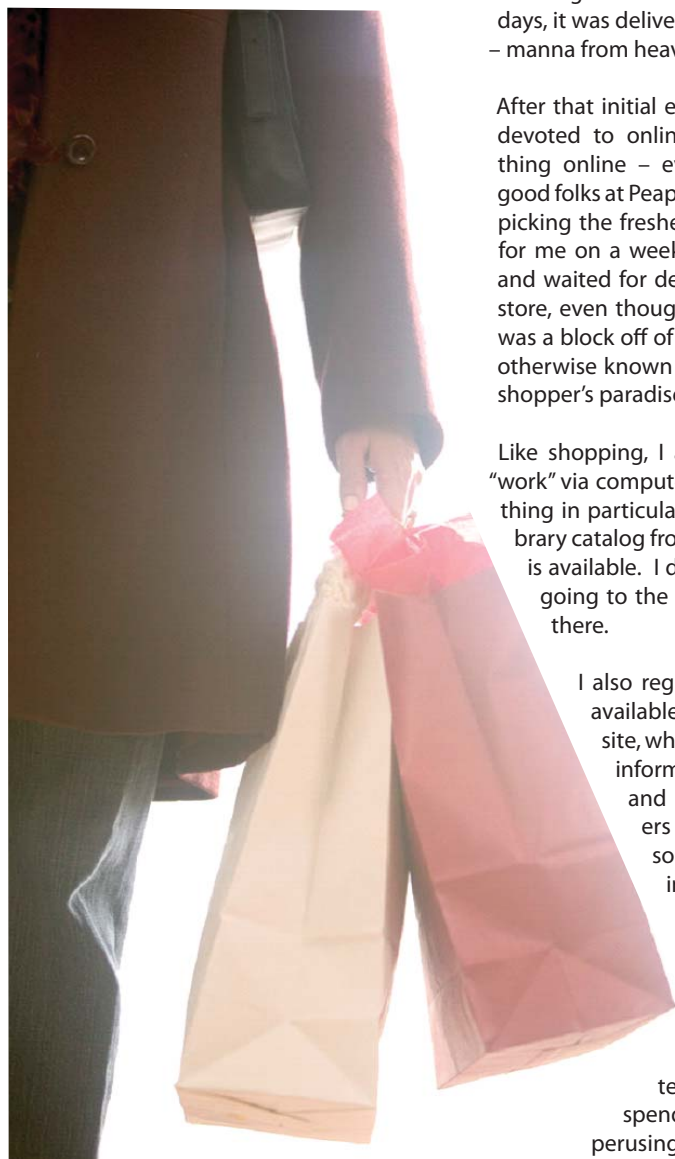 days, it was delive
– manna from heav
After that initial e
devoted to onlin
thing online – e
good folks at Peap
picking the freshe
for me on a week
and waited for de
store, even thoug
was a block off of
otherwise known
shopper's paradise
Like shopping, I
"work" via comput
thing in particula
brary catalog fro
is available. I d
going to the
there.
I also reg
available
site, wh
inform
and
ers
so
in
te
spend
perusing